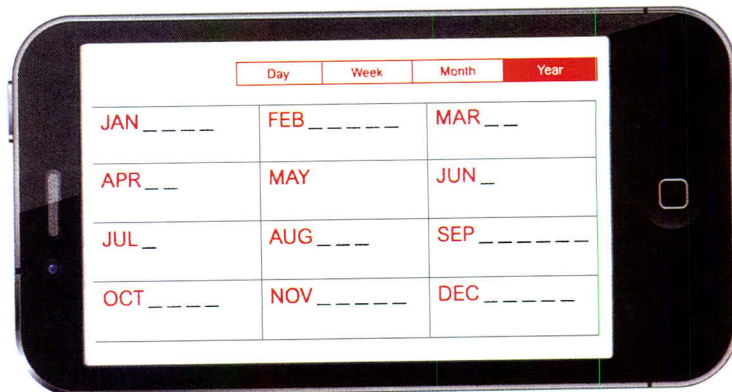 Day Week Month Year
JAN _ _ _ _ FEB _ _ _ _ _ MAR _ _
APR _ _ MAY JUN _
JUL _ AUG _ _ _ SEP _ _ _ _ _ _
OCT _ _ _ _ NOV _ _ _ _ _ DEC _ _ _ _ _